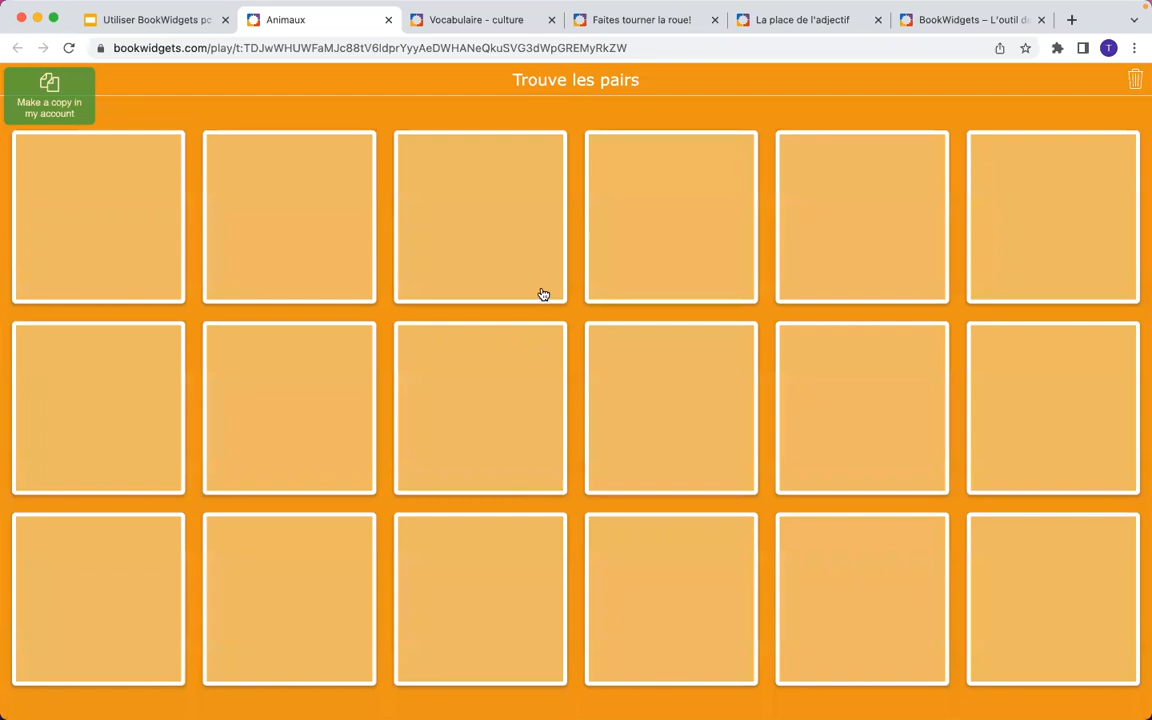 Utiliser BookWidgets po
Animaux
Vocabulaire - culture
Faites tourner la roue!
La place de l'adjectif
BookWidgets – L'outil de
bookwidgets.com/play/t:TDJwWHUWFaMJc88tV6ldprYyyAeDWHANeQkuSVG3dWpGREMyRkZW
T
Make a copy in
my account
Trouve les pairs